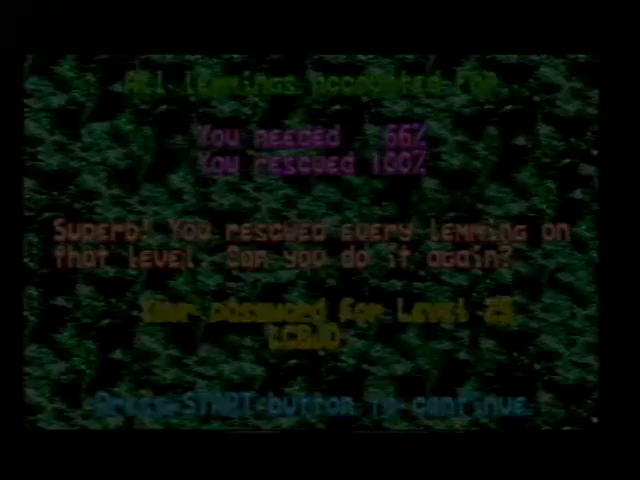 All lemmings accounted for.
You needed 66%
You rescued 100%
Superb! You rescued every lemming on
that level. Can you do it again?
Your password for Level
Press START button to continue